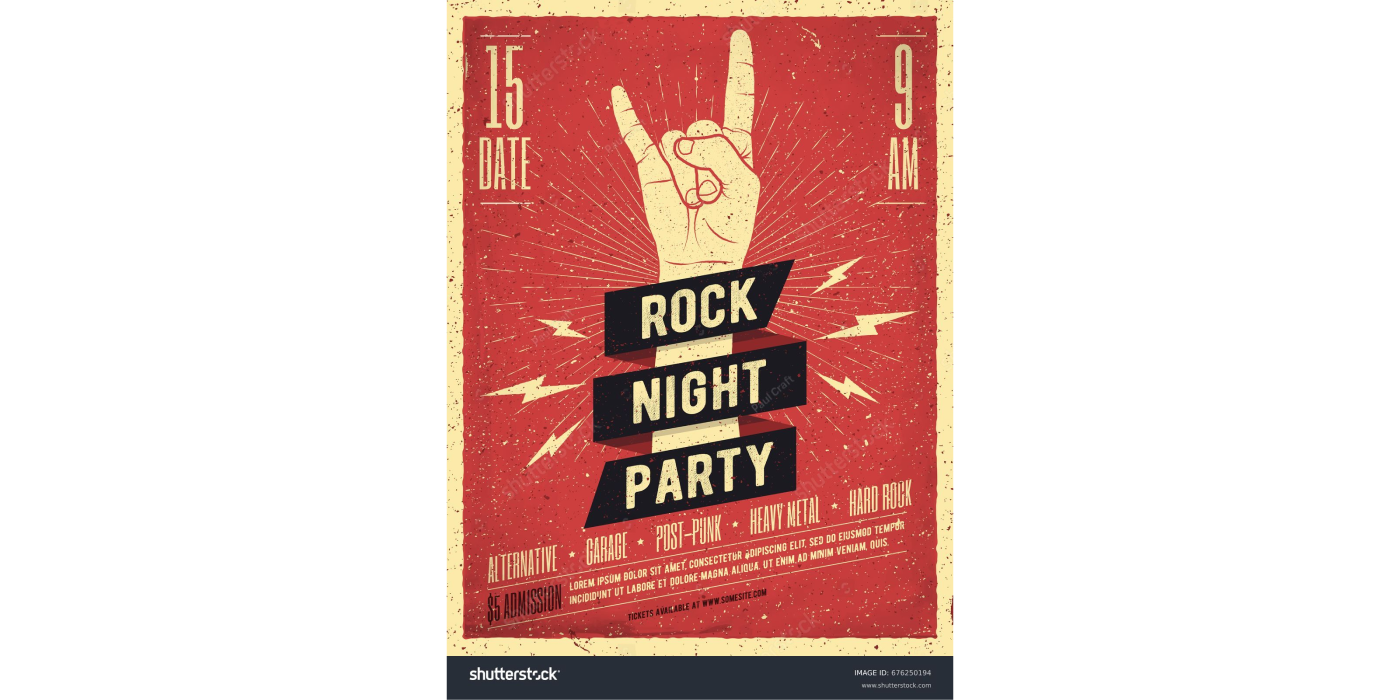 15
DATE
9
AM
ROCK
NIGHT
PARTY
ALTERNATIVE ★ GARAGE ★ POST-PUNK ★ HEAVY METAL ★ HARD ROCK
$5 ADMISSION
LOREM IPSUM DOLOR SIT AMET, CONSECTETUR ADIPISCING ELIT, SED DO EIUSMOD TEMPOR
INCIDIDUNT UT LABORE ET DOLORE-MAGNA ALIQUA. UT ENIM AD MINIM VENIAM, QUIS.
TICKETS AVAILABLE AT WWW.SOMESITE.COM
Paul Craft
shutterstock
IMAGE ID: 676250194
www.shutterstock.com